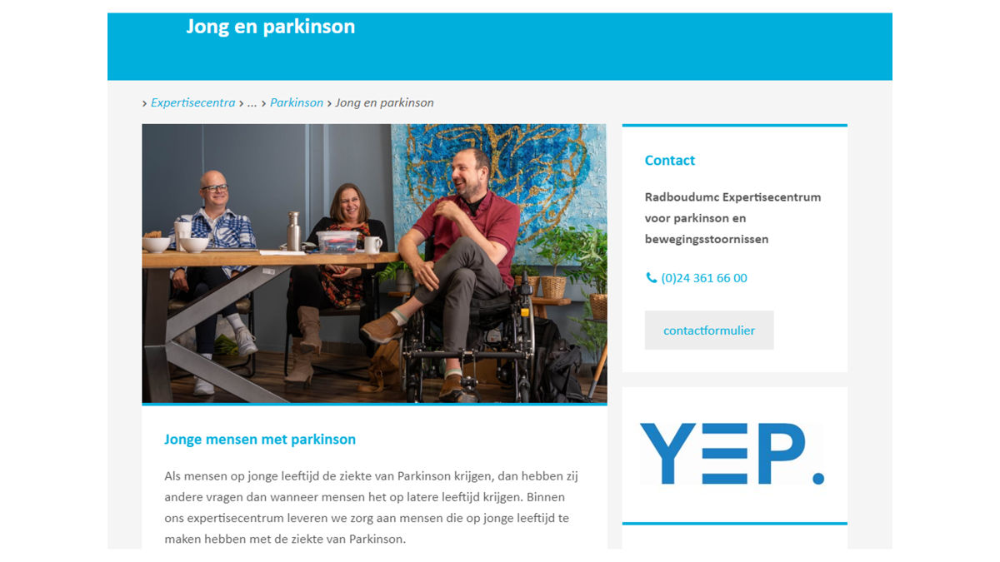 Jong en parkinson
› Expertisecentra › ... › Parkinson › Jong en parkinson
Contact
Radboudumc Expertisecentrum
voor parkinson en
bewegingsstoornissen
(0)24 361 66 00
contactformulier
YEP.
Jonge mensen met parkinson
Als mensen op jonge leeftijd de ziekte van Parkinson krijgen, dan hebben zij
andere vragen dan wanneer mensen het op latere leeftijd krijgen. Binnen
ons expertisecentrum leveren we zorg aan mensen die op jonge leeftijd te
maken hebben met de ziekte van Parkinson.